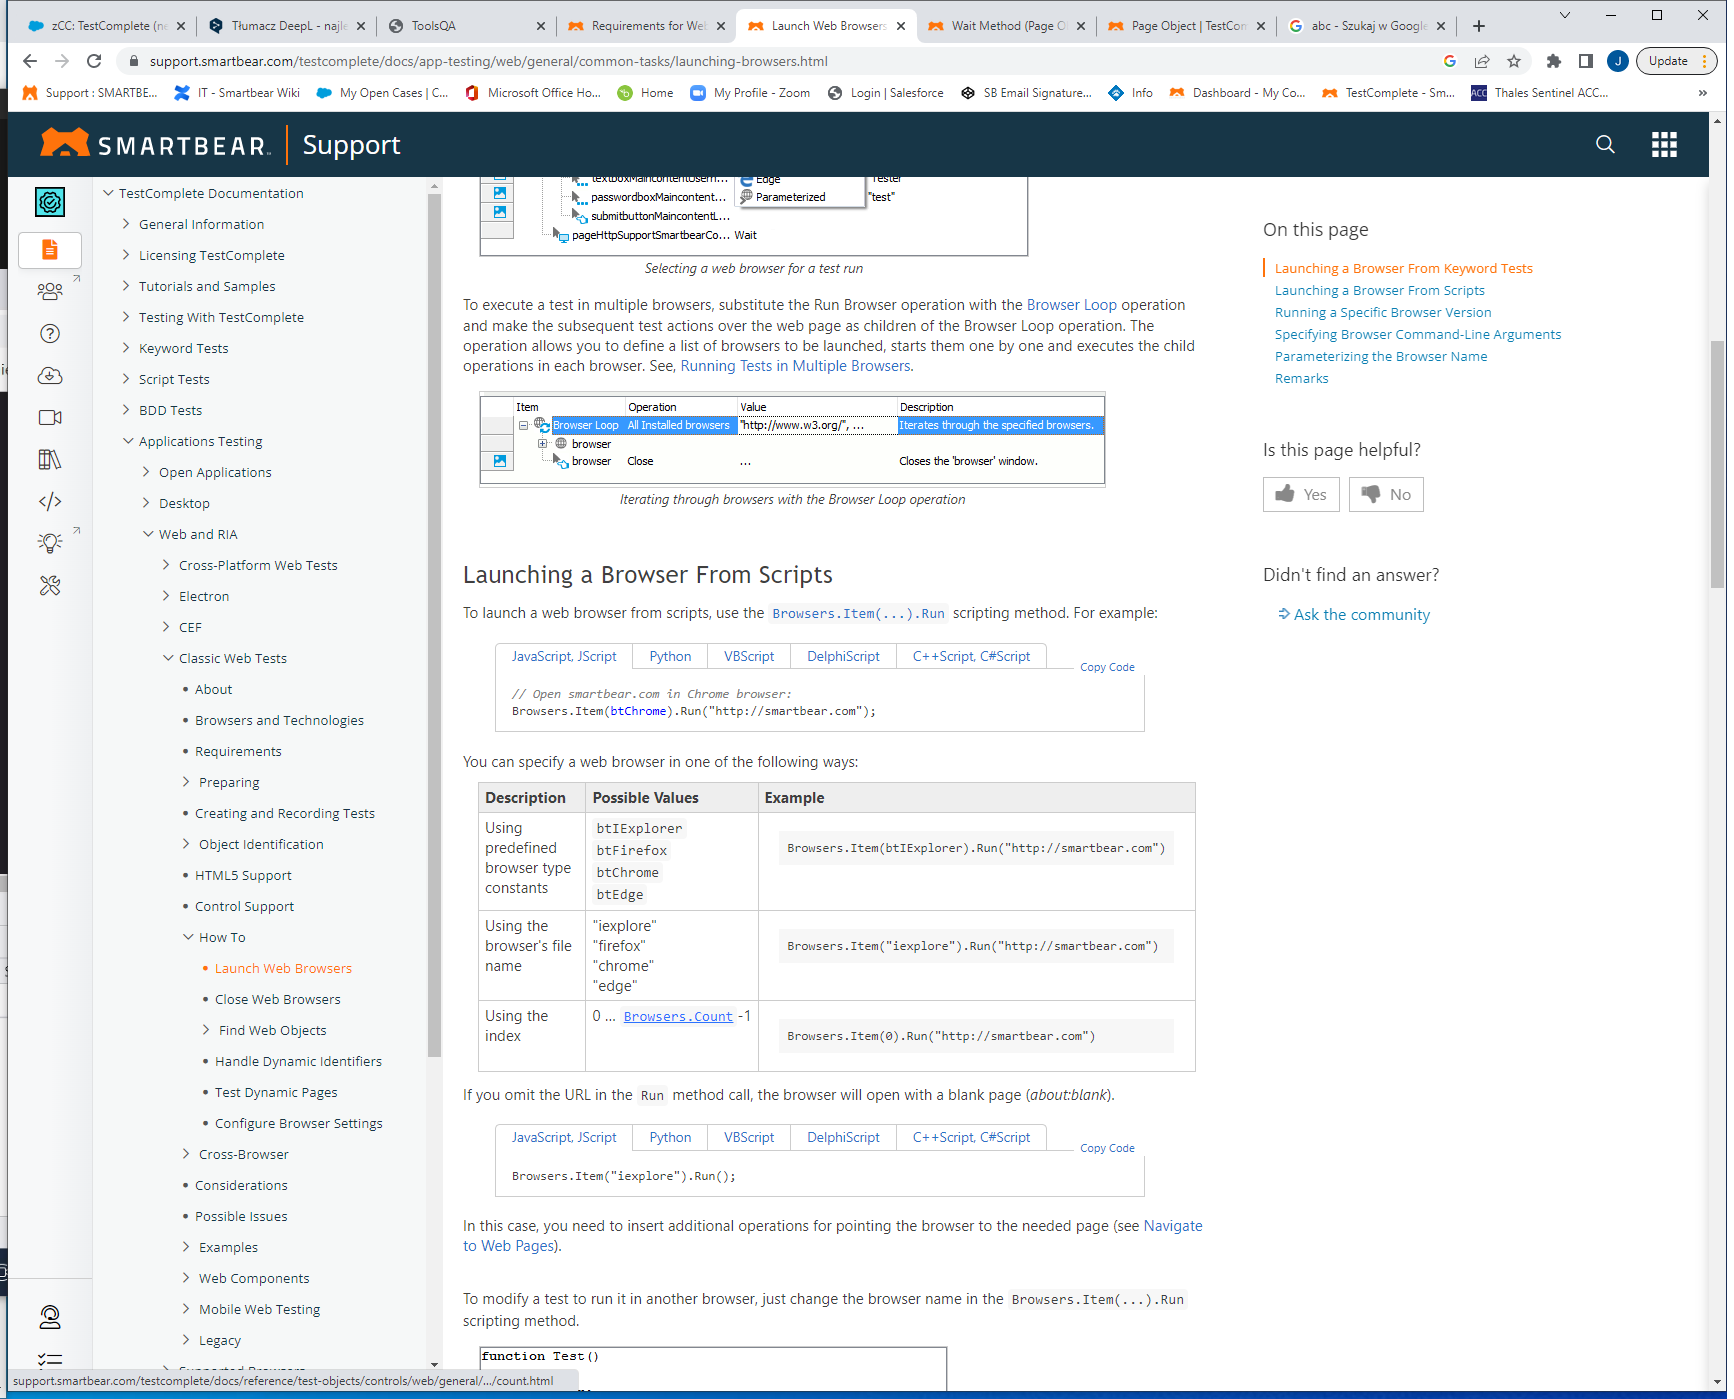 zCC: TestComplete (ne
Tłumacz DeepL - najle
ToolsQA
Requirements for Web
Launch Web Browsers
Wait Method (Page O
Page Object | TestCom
abc - Szukaj w Google
support.smartbear.com/testcomplete/docs/app-testing/web/general/common-tasks/launching-browsers.html
J
Update
Support : SMARTBE...
IT - Smartbear Wiki
My Open Cases | C...
Microsoft Office Ho...
Home
My Profile - Zoom
Login | Salesforce
SB Email Signature...
Info
Dashboard - My Co...
TestComplete - Sm...
ACC
Thales Sentinel ACC...
»
SMARTBEAR
Support
TestComplete Documentation
General Information
Licensing TestComplete
Tutorials and Samples
Testing With TestComplete
Keyword Tests
Script Tests
BDD Tests
Applications Testing
Open Applications
Desktop
Web and RIA
Cross-Platform Web Tests
Electron
CEF
Classic Web Tests
About
Browsers and Technologies
Requirements
Preparing
Creating and Recording Tests
Object Identification
HTML5 Support
Control Support
How To
Launch Web Browsers
Close Web Browsers
Find Web Objects
Handle Dynamic Identifiers
Test Dynamic Pages
Configure Browser Settings
Cross-Browser
Considerations
Possible Issues
Examples
Web Components
Mobile Web Testing
Legacy
Supported Browsers
support.smartbear.com/testcomplete/docs/reference/test-objects/controls/web/general/.../count.html
textboxMaincontentUsern... Edge Tester
passwordboxMaincontent... Parameterized "test"
submitbuttonMaincontentL...
pageHttpSupportSmartbearCo... Wait
Selecting a web browser for a test run
To execute a test in multiple browsers, substitute the Run Browser operation with the Browser Loop operation
and make the subsequent test actions over the web page as children of the Browser Loop operation. The
operation allows you to define a list of browsers to be launched, starts them one by one and executes the child
operations in each browser. See, Running Tests in Multiple Browsers.
Item Operation Value Description
Browser Loop All Installed browsers "http://www.w3.org/", ... Iterates through the specified browsers.
browser
browser Close ... Closes the 'browser' window.
Iterating through browsers with the Browser Loop operation
Launching a Browser From Scripts
To launch a web browser from scripts, use the Browsers.Item(...).Run scripting method. For example:
JavaScript, JScript Python VBScript DelphiScript C++Script, C#Script
Copy Code
// Open smartbear.com in Chrome browser:
Browsers.Item(btChrome).Run("http://smartbear.com");
You can specify a web browser in one of the following ways:
Description Possible Values Example
Using predefined browser type constants
btIExplorer
btFirefox
btChrome
btEdge
Browsers.Item(btIExplorer).Run("http://smartbear.com")
Using the browser's file name
"iexplore"
"firefox"
"chrome"
"edge"
Browsers.Item("iexplore").Run("http://smartbear.com")
Using the index
0 ... Browsers.Count -1
Browsers.Item(0).Run("http://smartbear.com")
If you omit the URL in the Run method call, the browser will open with a blank page (about:blank).
JavaScript, JScript Python VBScript DelphiScript C++Script, C#Script
Copy Code
Browsers.Item("iexplore").Run();
In this case, you need to insert additional operations for pointing the browser to the needed page (see Navigate
to Web Pages).
To modify a test to run it in another browser, just change the browser name in the Browsers.Item(...).Run
scripting method.
function Test()
On this page
Launching a Browser From Keyword Tests
Launching a Browser From Scripts
Running a Specific Browser Version
Specifying Browser Command-Line Arguments
Parameterizing the Browser Name
Remarks
Is this page helpful?
Yes
No
Didn't find an answer?
Ask the community